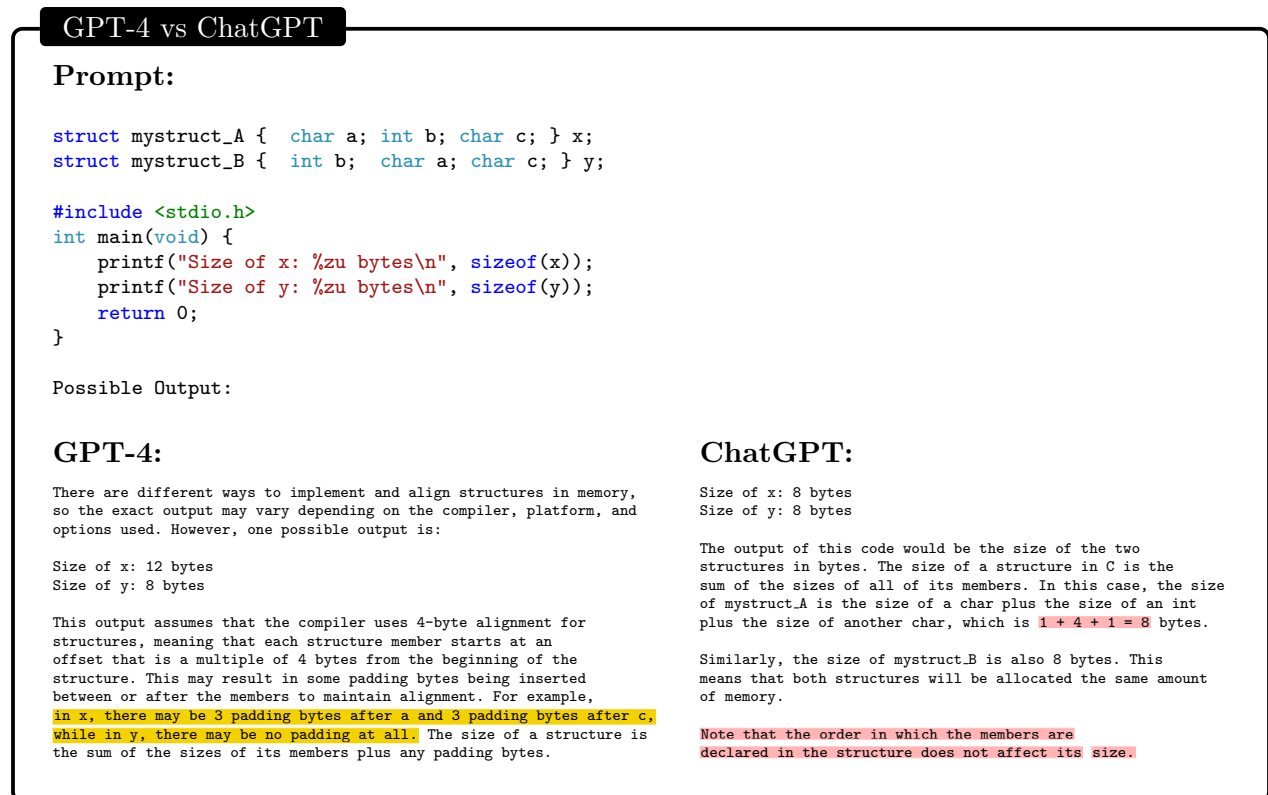 GPT-4 vs ChatGPT
Prompt:
struct mystruct_A {  char a; int b; char c; } x;
struct mystruct_B {  int b;  char a; char c; } y;
#include <stdio.h>
int main(void) {
    printf("Size of x: %zu bytes\n", sizeof(x));
    printf("Size of y: %zu bytes\n", sizeof(y));
    return 0;
}
Possible Output:
GPT-4:
There are different ways to implement and align structures in memory,
so the exact output may vary depending on the compiler, platform, and
options used. However, one possible output is:
Size of x: 12 bytes
Size of y: 8 bytes
This output assumes that the compiler uses 4-byte alignment for
structures, meaning that each structure member starts at an
offset that is a multiple of 4 bytes from the beginning of the
structure. This may result in some padding bytes being inserted
between or after the members to maintain alignment. For example,
in x, there may be 3 padding bytes after a and 3 padding bytes after c,
while in y, there may be no padding at all. The size of a structure is
the sum of the sizes of its members plus any padding bytes.
ChatGPT:
Size of x: 8 bytes
Size of y: 8 bytes
The output of this code would be the size of the two
structures in bytes. The size of a structure in C is the
sum of the sizes of all of its members. In this case, the size
of mystruct_A is the size of a char plus the size of an int
plus the size of another char, which is 1 + 4 + 1 = 8 bytes.
Similarly, the size of mystruct_B is also 8 bytes. This
means that both structures will be allocated the same amount
of memory.
Note that the order in which the members are
declared in the structure does not affect its size.